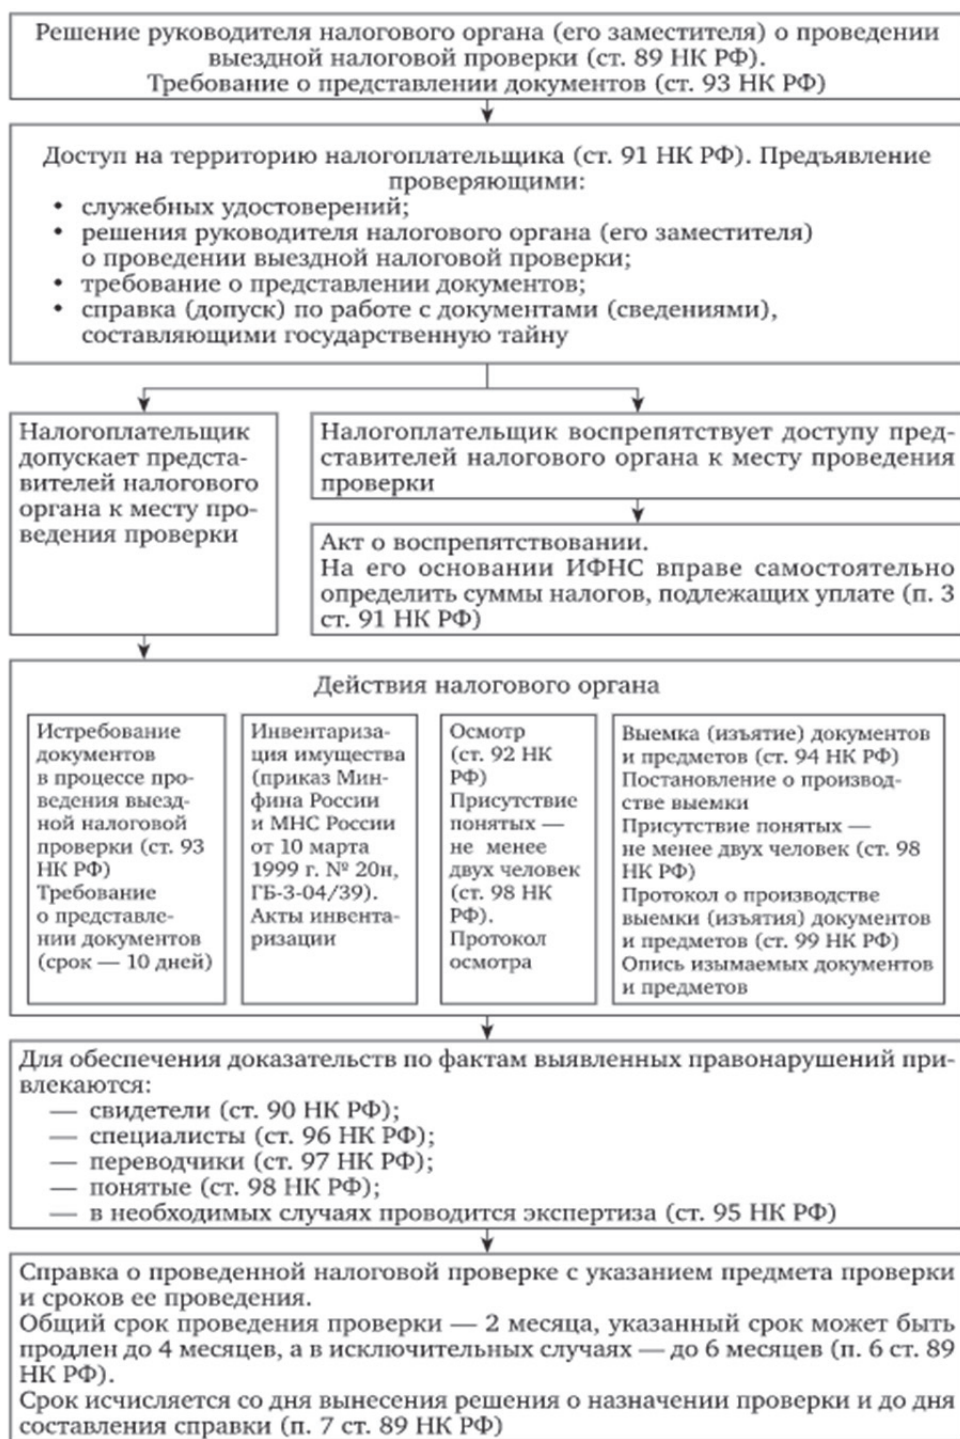 Решение руководителя налогового органа (его заместителя) о проведении
выездной налоговой проверки (ст. 89 НК РФ).
Требование о представлении документов (ст. 93 НК РФ)
Доступ на территорию налогоплательщика (ст. 91 НК РФ). Предъявление
проверяющими:
• служебных удостоверений;
• решения руководителя налогового органа (его заместителя)
о проведении выездной налоговой проверки;
• требование о представлении документов;
• справка (допуск) по работе с документами (сведениями),
составляющими государственную тайну
Налогоплательщик
допускает предста-
вителей налогового
органа к месту про-
ведения проверки
Налогоплательщик воспрепятствует доступу пред-
ставителей налогового органа к месту проведения
проверки
Акт о воспрепятствовании.
На его основании ИФНС вправе самостоятельно
определить суммы налогов, подлежащих уплате (п. 3
ст. 91 НК РФ)
Действия налогового органа
Истребование
документов
в процессе про-
ведения выезд-
ной налоговой
проверки (ст. 93
НК РФ)
Требование
о представле-
нии документов
(срок — 10 дней)
Инвентариза-
ция имущества
(приказ Мин-
фина России
и МНС России
от 10 марта
1999 г. № 20н,
ГБ-3-04/39).
Акты инвента-
ризации
Осмотр
(ст. 92 НК
РФ)
Присутствие
понятых —
не менее
двух человек
(ст. 98 НК
РФ).
Протокол
осмотра
Выемка (изъятие) документов
и предметов (ст. 94 НК РФ)
Постановление о производ-
стве выемки
Присутствие понятых —
не менее двух человек (ст. 98
НК РФ)
Протокол о производстве
выемки (изъятия) документов
и предметов (ст. 99 НК РФ)
Опись изымаемых документов
и предметов
Для обеспечения доказательств по фактам выявленных правонарушений при-
влекаются:
— свидетели (ст. 90 НК РФ);
— специалисты (ст. 96 НК РФ);
— переводчики (ст. 97 НК РФ);
— понятые (ст. 98 НК РФ);
— в необходимых случаях проводится экспертиза (ст. 95 НК РФ)
Справка о проведенной налоговой проверке с указанием предмета проверки
и сроков ее проведения.
Общий срок проведения проверки — 2 месяца, указанный срок может быть
продлен до 4 месяцев, а в исключительных случаях — до 6 месяцев (п. 6 ст. 89
НК РФ).
Срок исчисляется со дня вынесения решения о назначении проверки и до дня
составления справки (п. 7 ст. 89 НК РФ)